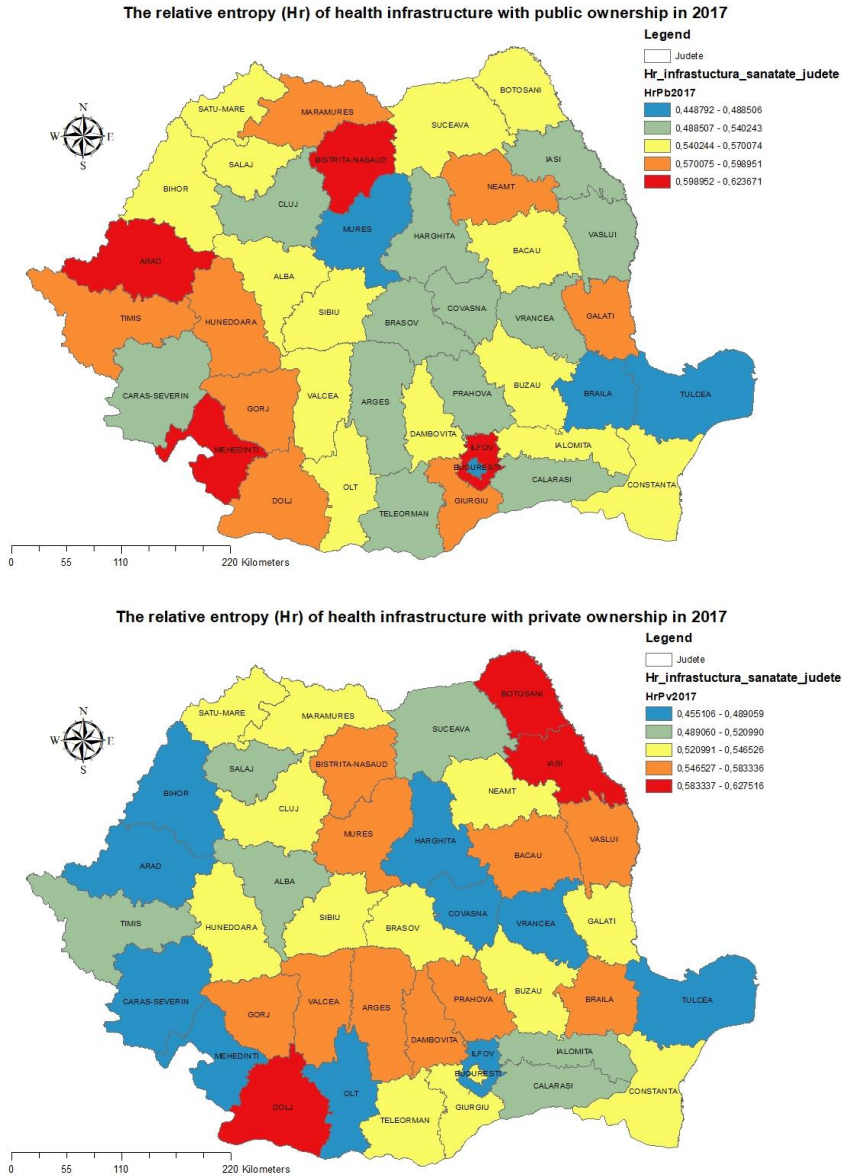 The relative entropy (Hr) of health infrastructure with public ownership in 2017
Legend
Judete
Hr_infrastuctura_sanatate_judete
HrPb2017
0,448792 - 0,488506
0,488507 - 0,540243
0,540244 - 0,570074
0,570075 - 0,598951
0,598952 - 0,623671
N
W E
S
BOTOSANI
SATU-MARE
MARAMURES
SUCEAVA
IASI
SALAJ
BISTRITA-NASAUD
BIHOR
NEAMT
CLUJ
MURES
HARGHITA
VASLUI
BACAU
ARAD
ALBA
TIMIS
HUNEDOARA
SIBIU
BRASOV
COVASNA
VRANCEA
GALATI
CARAS-SEVERIN
GORJ
VALCEA
ARGES
PRAHOVA
BUZAU
BRAILA
TULCEA
DAMBOVITA
MEHEDINTI
ILFOV
IALOMITA
BUCURESTI
CALARASI
CONSTANTA
DOLJ
OLT
TELEORMAN
GIURGIU
0 55 110 220 Kilometers
The relative entropy (Hr) of health infrastructure with private ownership in 2017
Legend
Judete
Hr_infrastuctura_sanatate_judete
HrPv2017
0,455106 - 0,489059
0,489060 - 0,520990
0,520991 - 0,546526
0,546527 - 0,583336
0,583337 - 0,627516
N
W E
S
BOTOSANI
SATU-MARE
MARAMURES
SUCEAVA
IASI
SALAJ
BISTRITA-NASAUD
BIHOR
NEAMT
CLUJ
MURES
HARGHITA
VASLUI
BACAU
ARAD
ALBA
TIMIS
HUNEDOARA
SIBIU
BRASOV
COVASNA
VRANCEA
GALATI
CARAS-SEVERIN
GORJ
VALCEA
ARGES
PRAHOVA
BUZAU
BRAILA
TULCEA
DAMBOVITA
MEHEDINTI
ILFOV
IALOMITA
BUCURESTI
CALARASI
CONSTANTA
DOLJ
OLT
TELEORMAN
GIURGIU
0 55 110 220 Kilometers